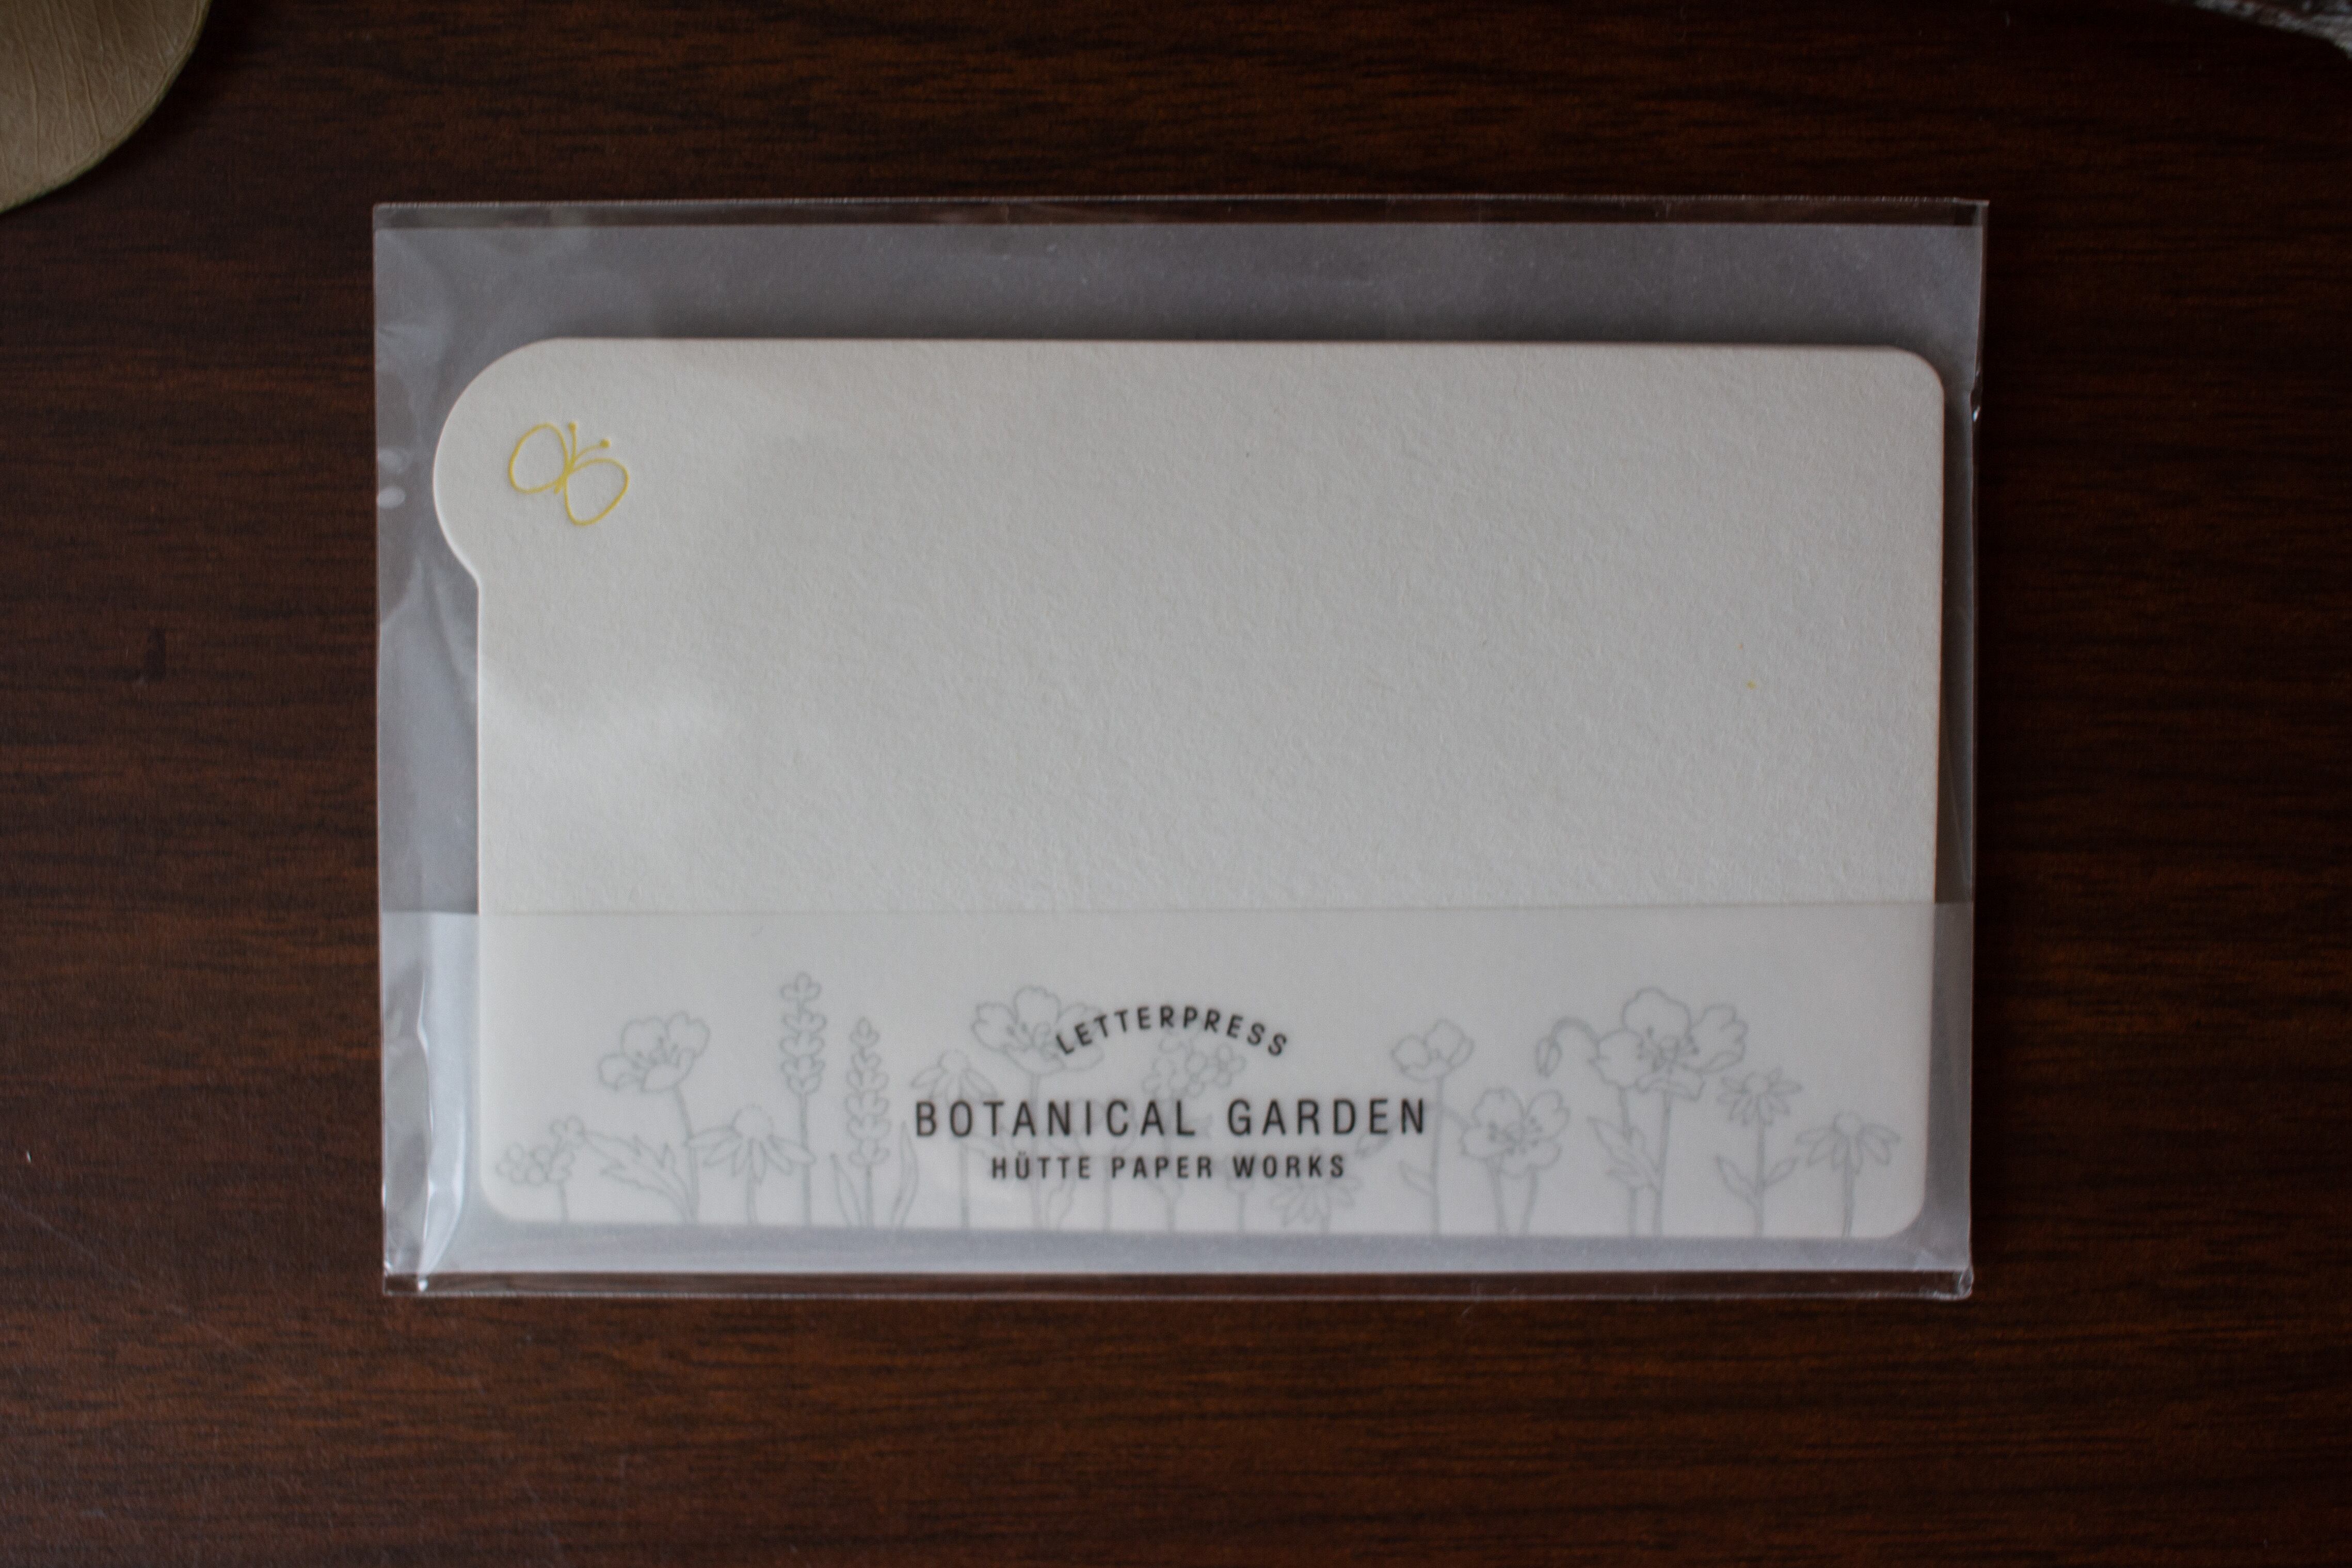 LETTERPRESS
BOTANICAL GARDEN
HÜTTE PAPER WORKS